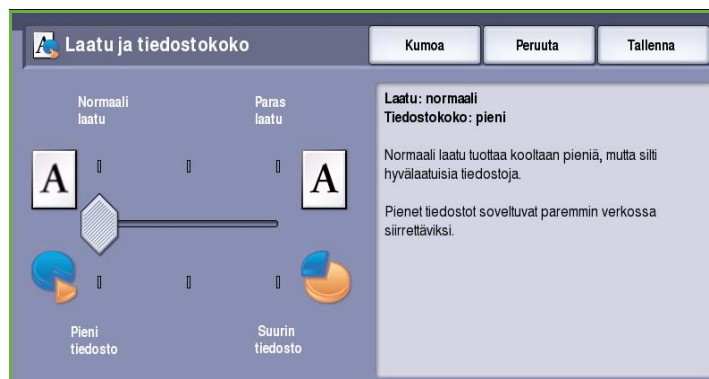 Laatu ja tiedostokoko
Kumoa
Peruuta
Tallenna
Normaali
laatu
Paras
laatu
A
A
Pieni
tiedosto
Suurin
tiedosto
Laatu: normaali
Tiedostokoko: pieni
Normaali laatu tuottaa kooltaan pieniä, mutta silti
hyvälaatuisia tiedostoja.
Pienet tiedostot soveltuvat paremmin verkossa
siirrettäviksi.